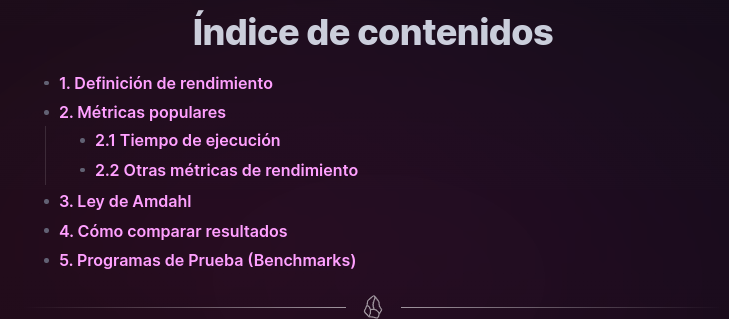 Índice de contenidos
1. Definición de rendimiento
2. Métricas populares
2.1 Tiempo de ejecución
2.2 Otras métricas de rendimiento
3. Ley de Amdahl
4. Cómo comparar resultados
5. Programas de Prueba (Benchmarks)